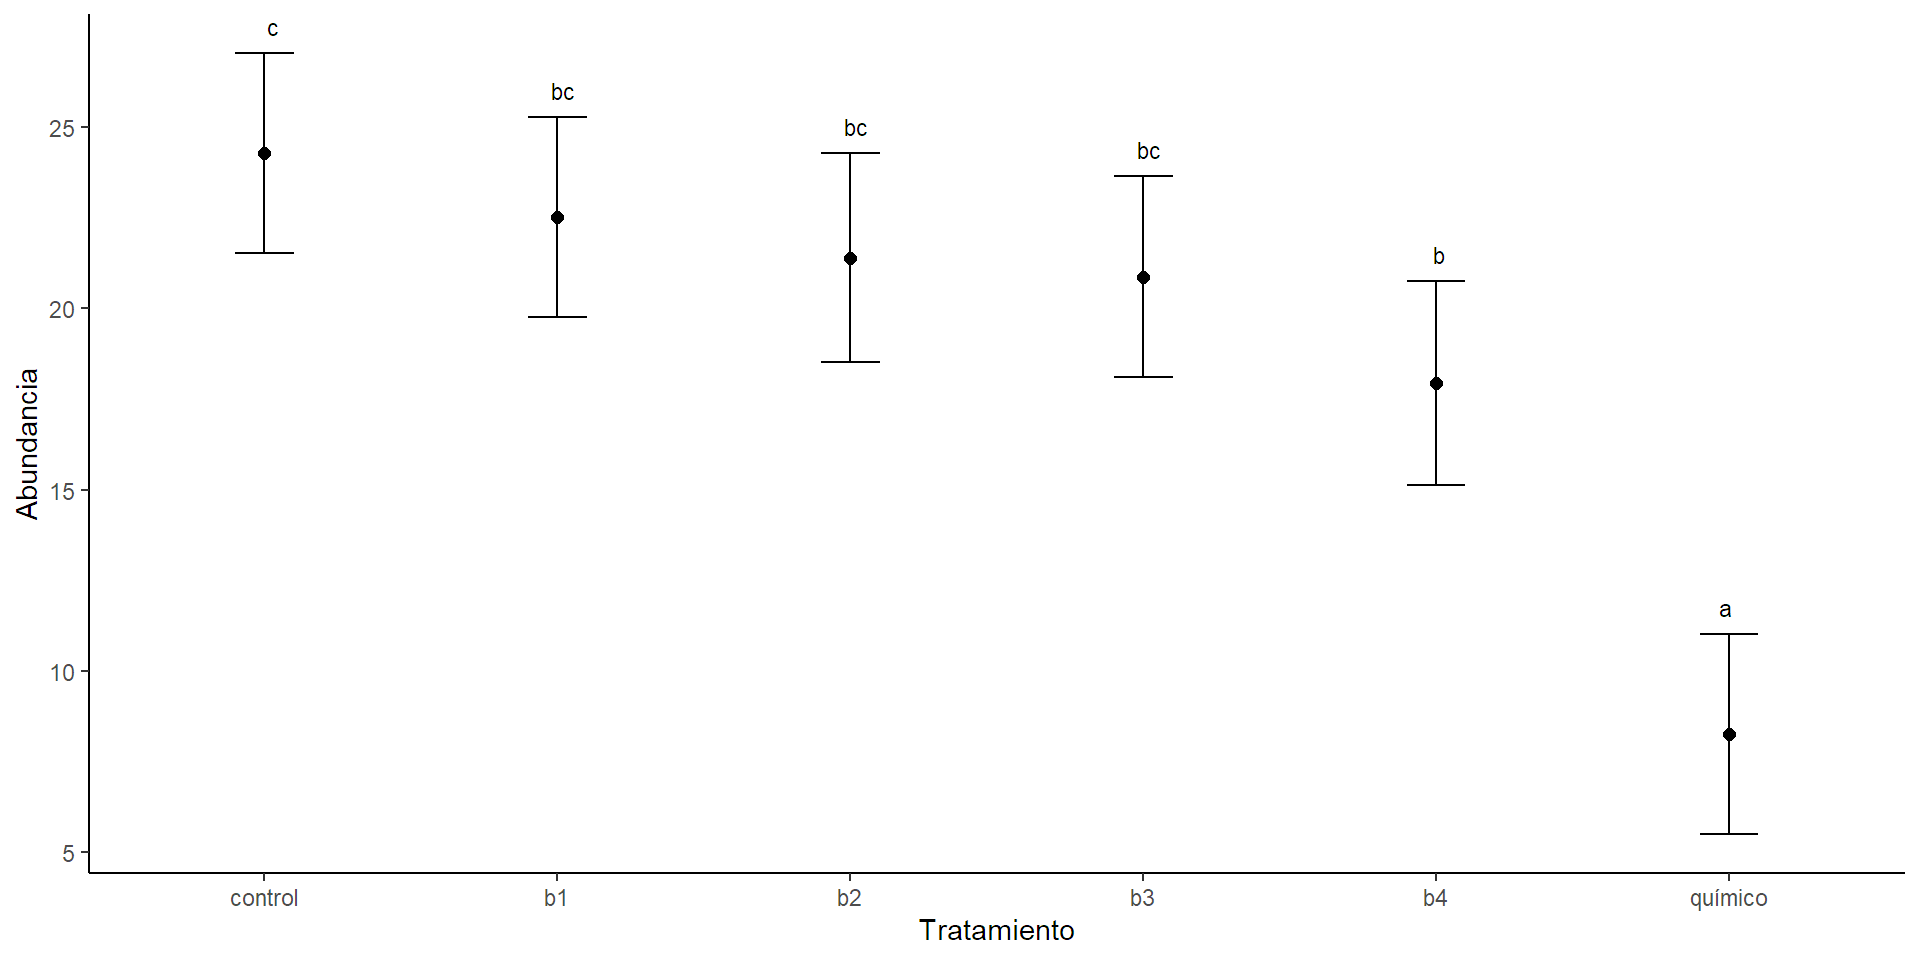 c
bc
bc
bc
b
a
25
20
15
10
5
Abundancia
control b1 b2 b3 b4 químico
Tratamiento